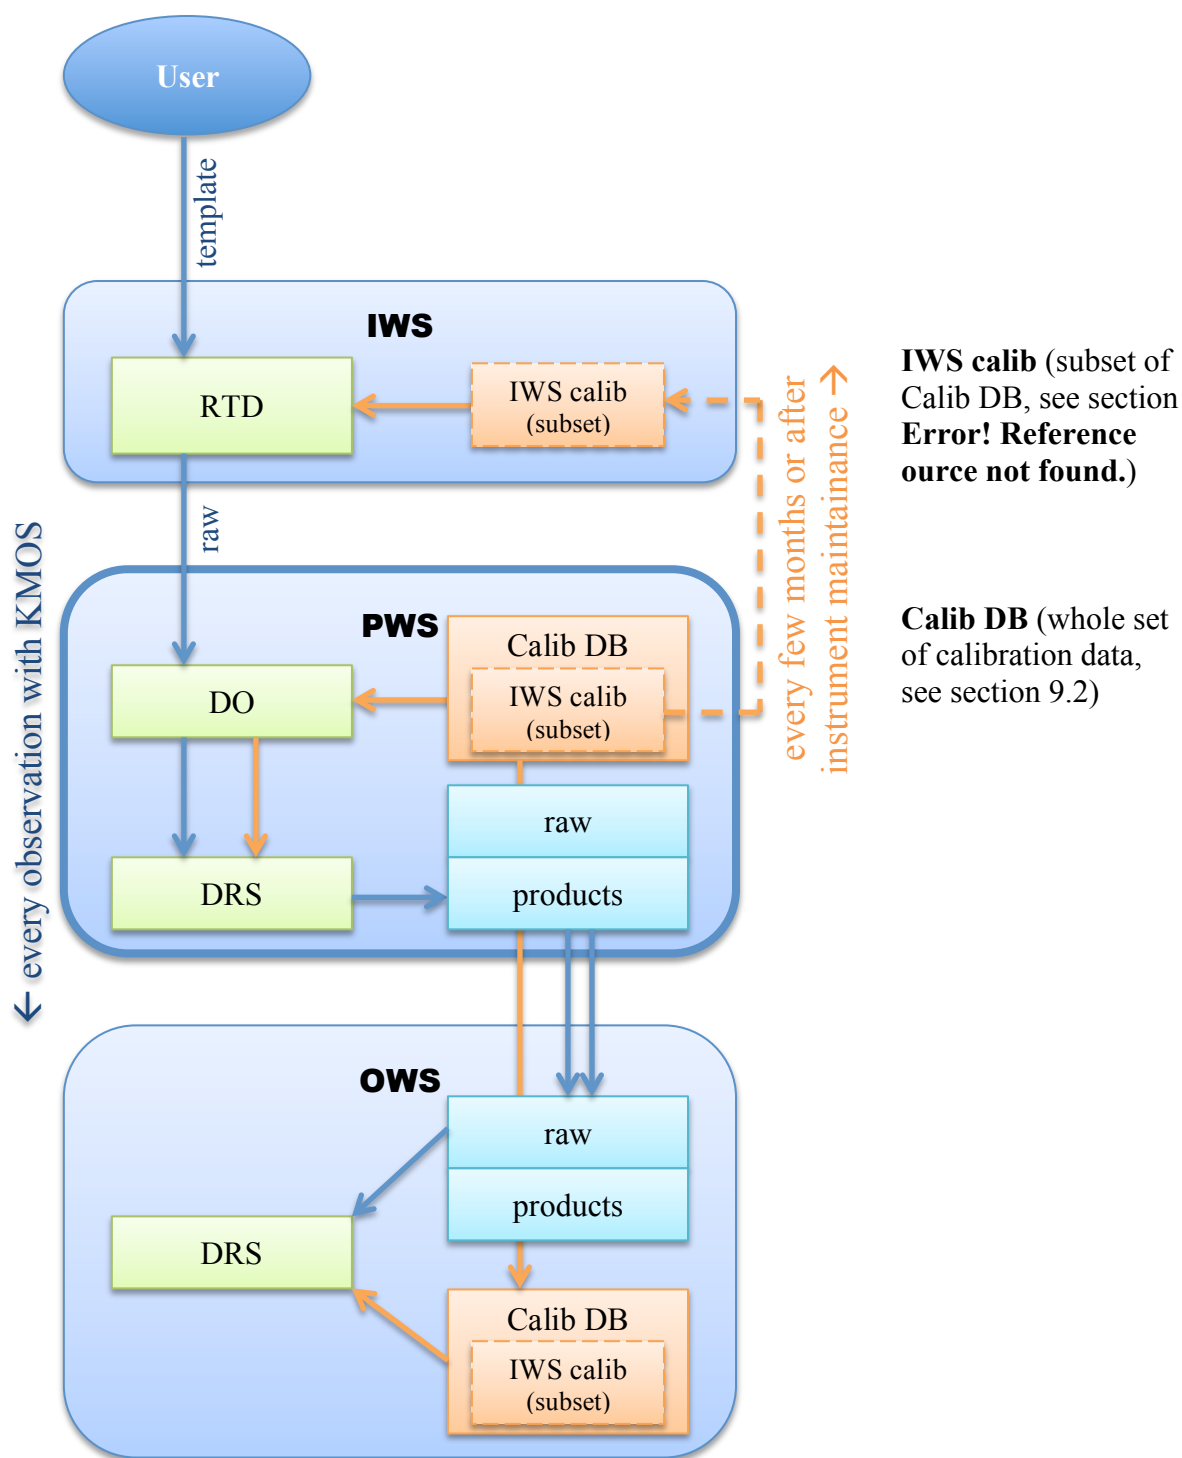 User
template
IWS
RTD
IWS calib
(subset)
IWS calib (subset of
Calib DB, see section
Error! Reference
ource not found.)
every few months or after
instrument maintainance →
raw
← every observation with KMOS
PWS
Calib DB
IWS calib
(subset)
DO
Calib DB (whole set
of calibration data,
see section 9.2)
raw
DRS
products
OWS
raw
products
DRS
Calib DB
IWS calib
(subset)